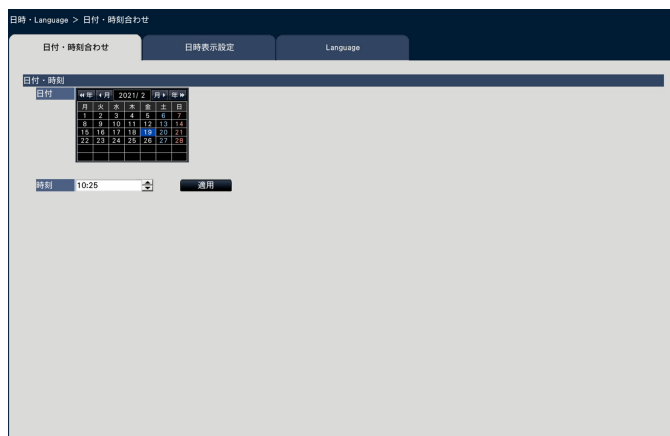 日時・Language > 日付・時刻合わせ
日付・時刻合わせ 日時表示設定 Language
日付・時刻
日付
年 月 2021/ 2 月 年
月 火 水 木 金 土 日
1 2 3 4 5 6 7
8 9 10 11 12 13 14
15 16 17 18 19 20 21
22 23 24 25 26 27 28
時刻 10:25 適用